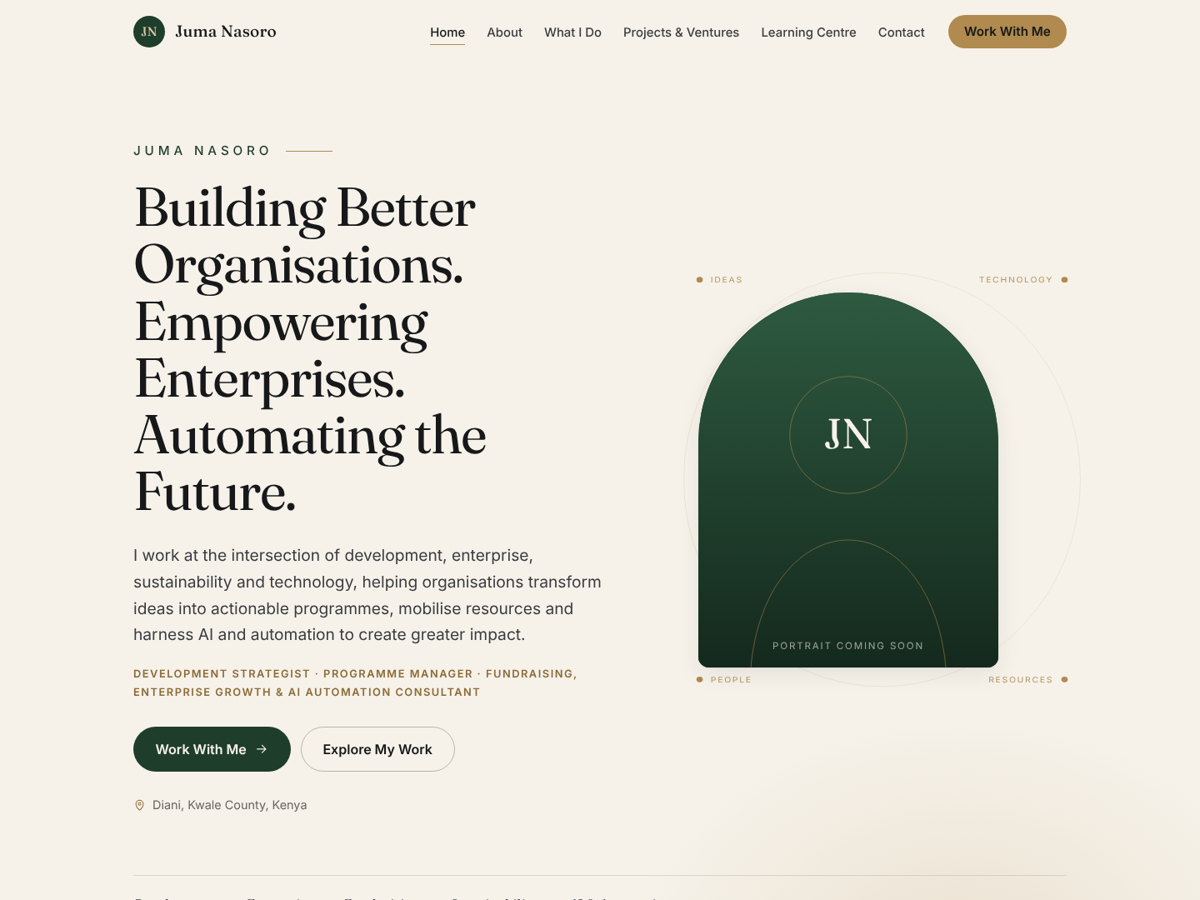 JN Juma Nasoro
Home About What I Do Projects & Ventures Learning Centre Contact Work With Me
JUMA NASORO
Building Better
Organisations.
Empowering
Enterprises.
Automating the
Future.
I work at the intersection of development, enterprise,
sustainability and technology, helping organisations transform
ideas into actionable programmes, mobilise resources and
harness AI and automation to create greater impact.
DEVELOPMENT STRATEGIST · PROGRAMME MANAGER · FUNDRAISING,
ENTERPRISE GROWTH & AI AUTOMATION CONSULTANT
Work With Me → Explore My Work
Diani, Kwale County, Kenya
IDEAS TECHNOLOGY
JN
PORTRAIT COMING SOON
PEOPLE RESOURCES